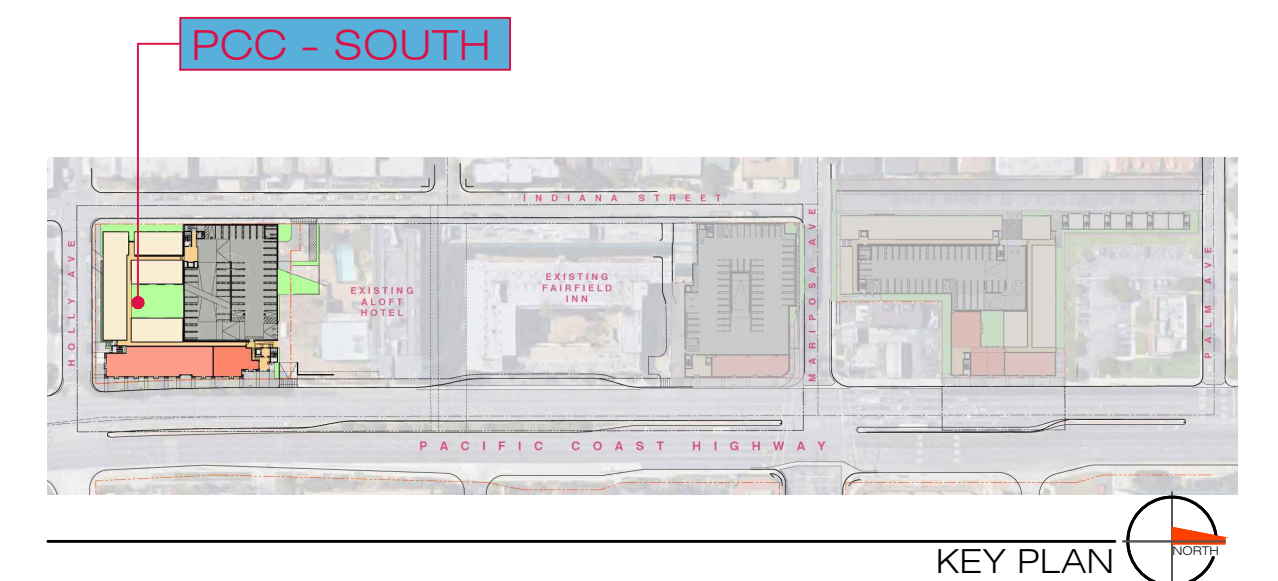 PCC - SOUTH
INDIANA STREET
HOLLY AVE
EXISTING
ALOFT
HOTEL
EXISTING
FAIRFIELD
INN
MARIPOSA AVE
PALM AVE
PACIFIC COAST HIGHWAY
KEY PLAN
NORTH